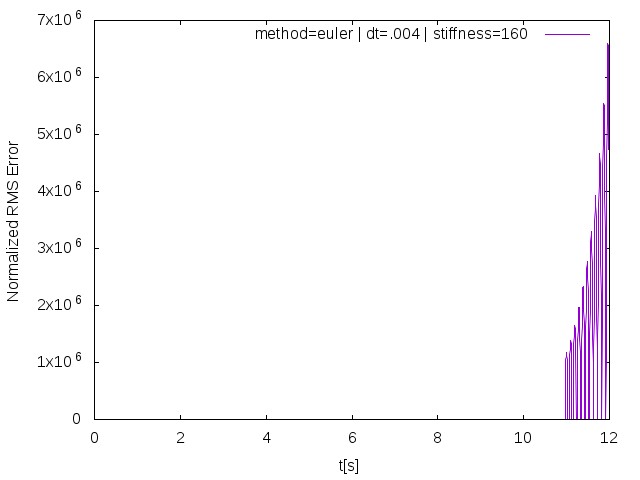 7x10 6
method=euler | dt=.004 | stiffness=160
6x10 6
5x10 6
4x10 6
3x10 6
2x10 6
1x10 6
0
Normalized RMS Error
0 2 4 6 8 10 12
t[s]